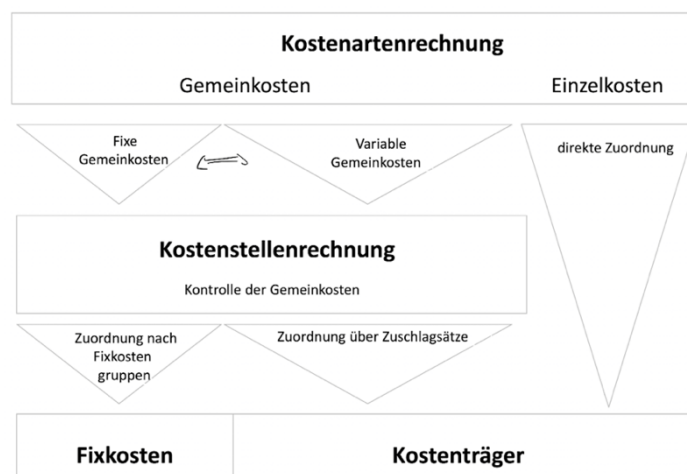 Kostenartenrechnung
Gemeinkosten
Einzelkosten
Fixe
Gemeinkosten
Variable
Gemeinkosten
direkte Zuordnung
Kostenstellenrechnung
Kontrolle der Gemeinkosten
Zuordnung nach
Fixkosten
gruppen
Zuordnung über Zuschlagsätze
Fixkosten
Kostenträger